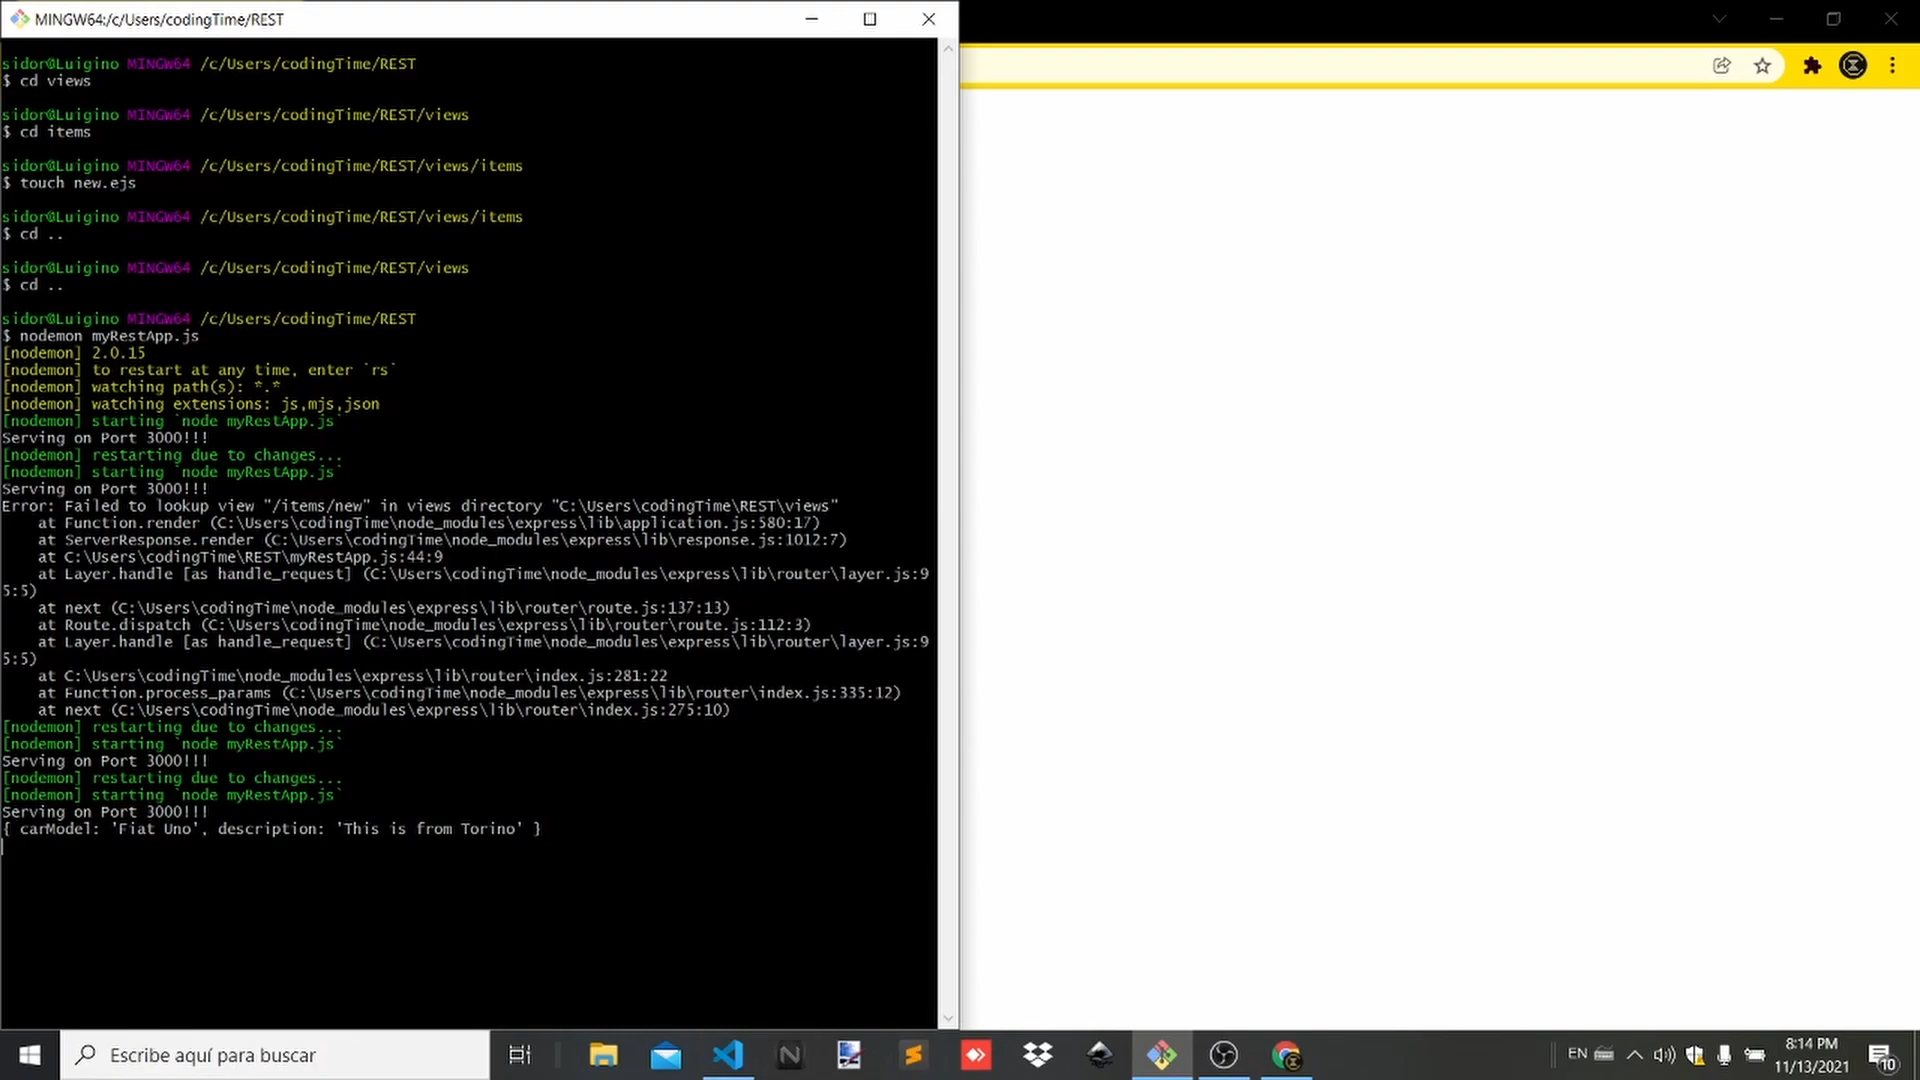 MINGW64:/c/Users/codingTime/REST
sidor@Luigino MINGW64 /c/Users/codingTime/REST
$ cd views
sidor@Luigino MINGW64 /c/Users/codingTime/REST/views
$ cd items
sidor@Luigino MINGW64 /c/Users/codingTime/REST/views/items
$ touch new.ejs
sidor@Luigino MINGW64 /c/Users/codingTime/REST/views/items
$ cd ..
sidor@Luigino MINGW64 /c/Users/codingTime/REST/views
$ cd ..
sidor@Luigino MINGW64 /c/Users/codingTime/REST
$ nodemon myRestApp.js
[nodemon] 2.0.15
[nodemon] to restart at any time, enter `rs`
[nodemon] watching path(s): *.*
[nodemon] watching extensions: js,mjs,json
[nodemon] starting `node myRestApp.js`
Serving on Port 3000!!!
[nodemon] restarting due to changes...
[nodemon] starting `node myRestApp.js`
Serving on Port 3000!!!
Error: Failed to lookup view "/items/new" in views directory "C:\Users\codingTime\REST\views"
at Function.render (C:\Users\codingTime\node_modules\express\lib\application.js:580:17)
at ServerResponse.render (C:\Users\codingTime\node_modules\express\lib\response.js:1012:7)
at C:\Users\codingTime\REST\myRestApp.js:44:9
at Layer.handle [as handle_request] (C:\Users\codingTime\node_modules\express\lib\router\layer.js:9
5:5)
at next (C:\Users\codingTime\node_modules\express\lib\router\route.js:137:13)
at Route.dispatch (C:\Users\codingTime\node_modules\express\lib\router\route.js:112:3)
at Layer.handle [as handle_request] (C:\Users\codingTime\node_modules\express\lib\router\layer.js:9
5:5)
at C:\Users\codingTime\node_modules\express\lib\router\index.js:281:22
at Function.process_params (C:\Users\codingTime\node_modules\express\lib\router\index.js:335:12)
at next (C:\Users\codingTime\node_modules\express\lib\router\index.js:275:10)
[nodemon] restarting due to changes...
[nodemon] starting `node myRestApp.js`
Serving on Port 3000!!!
[nodemon] restarting due to changes...
[nodemon] starting `node myRestApp.js`
Serving on Port 3000!!!
{ carModel: 'Fiat Uno', description: 'This is from Torino' }
Escribe aquí para buscar
EN
8:14 PM
11/13/2021
10